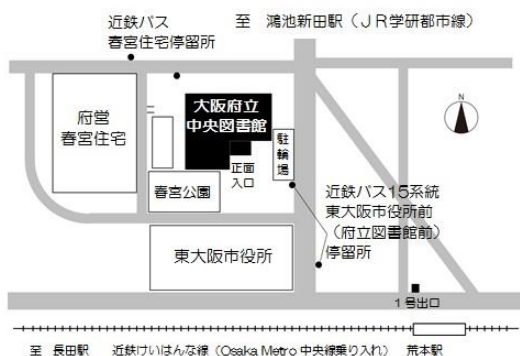 近鉄バス
春宮住宅停留所
至　鴻池新田駅（ＪＲ学研都市線）
府営
春宮住宅
大阪府立
中央図書館
駐輪場
正面
入口
N
春宮公園
近鉄バス15系統
東大阪市役所前
（府立図書館前）
停留所
東大阪市役所
１号出口
至　長田駅　近鉄けいはんな線（Osaka Metro 中央線乗り入れ）　荒本駅